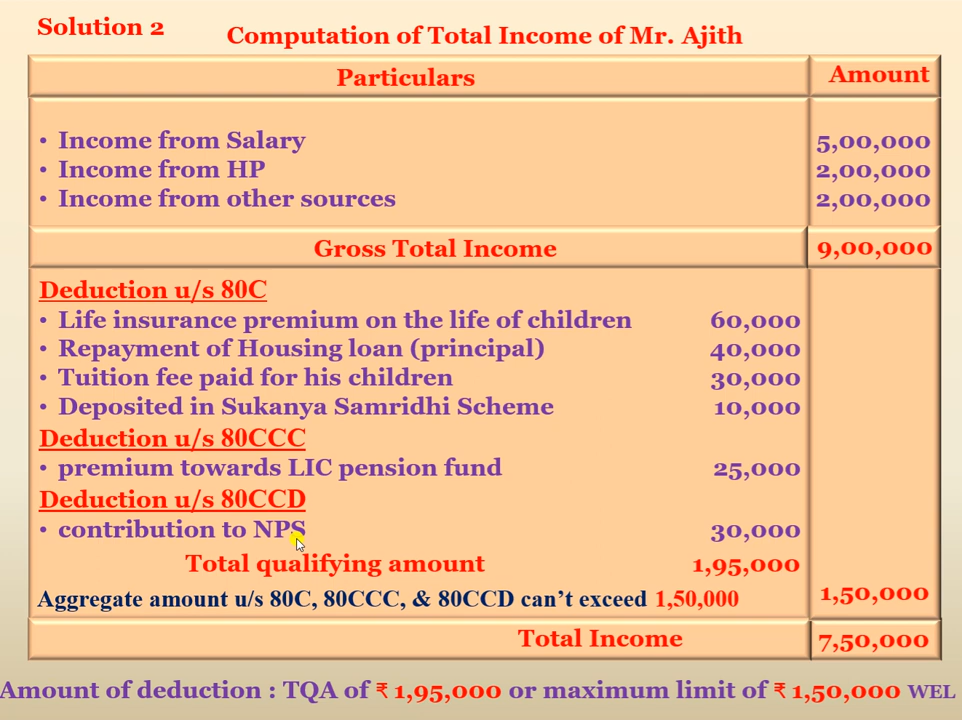 Solution 2
Computation of Total Income of Mr. Ajith
Particulars Amount
• Income from Salary 5,00,000
• Income from HP 2,00,000
• Income from other sources 2,00,000
Gross Total Income 9,00,000
Deduction u/s 80C
• Life insurance premium on the life of children 60,000
• Repayment of Housing loan (principal) 40,000
• Tuition fee paid for his children 30,000
• Deposited in Sukanya Samridhi Scheme 10,000
Deduction u/s 80CCC
• premium towards LIC pension fund 25,000
Deduction u/s 80CCD
• contribution to NPS 30,000
Total qualifying amount 1,95,000
Aggregate amount u/s 80C, 80CCC, & 80CCD can't exceed 1,50,000 1,50,000
Total Income 7,50,000
Amount of deduction : TQA of ₹ 1,95,000 or maximum limit of ₹ 1,50,000 WEL